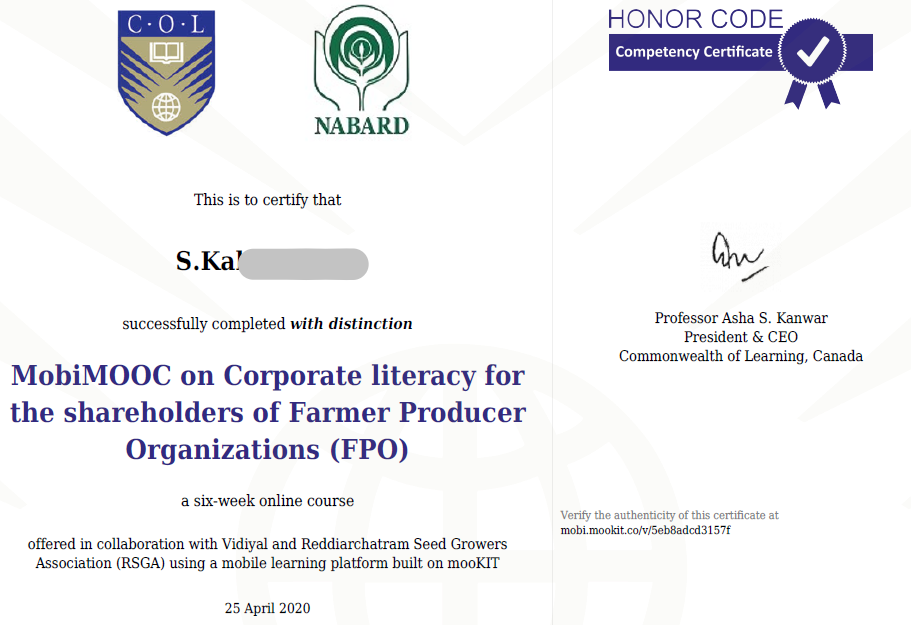 C·O·L
NABARD
HONOR CODE
Competency Certificate
This is to certify that
S.Kal
successfully completed with distinction
MobiMOOC on Corporate literacy for
the shareholders of Farmer Producer
Organizations (FPO)
a six-week online course
offered in collaboration with Vidiyal and Reddiarchatram Seed Growers
Association (RSGA) using a mobile learning platform built on mooKIT
25 April 2020
Professor Asha S. Kanwar
President & CEO
Commonwealth of Learning, Canada
Verify the authenticity of this certificate at
mobi.mookit.co/v/5eb8adcd3157f